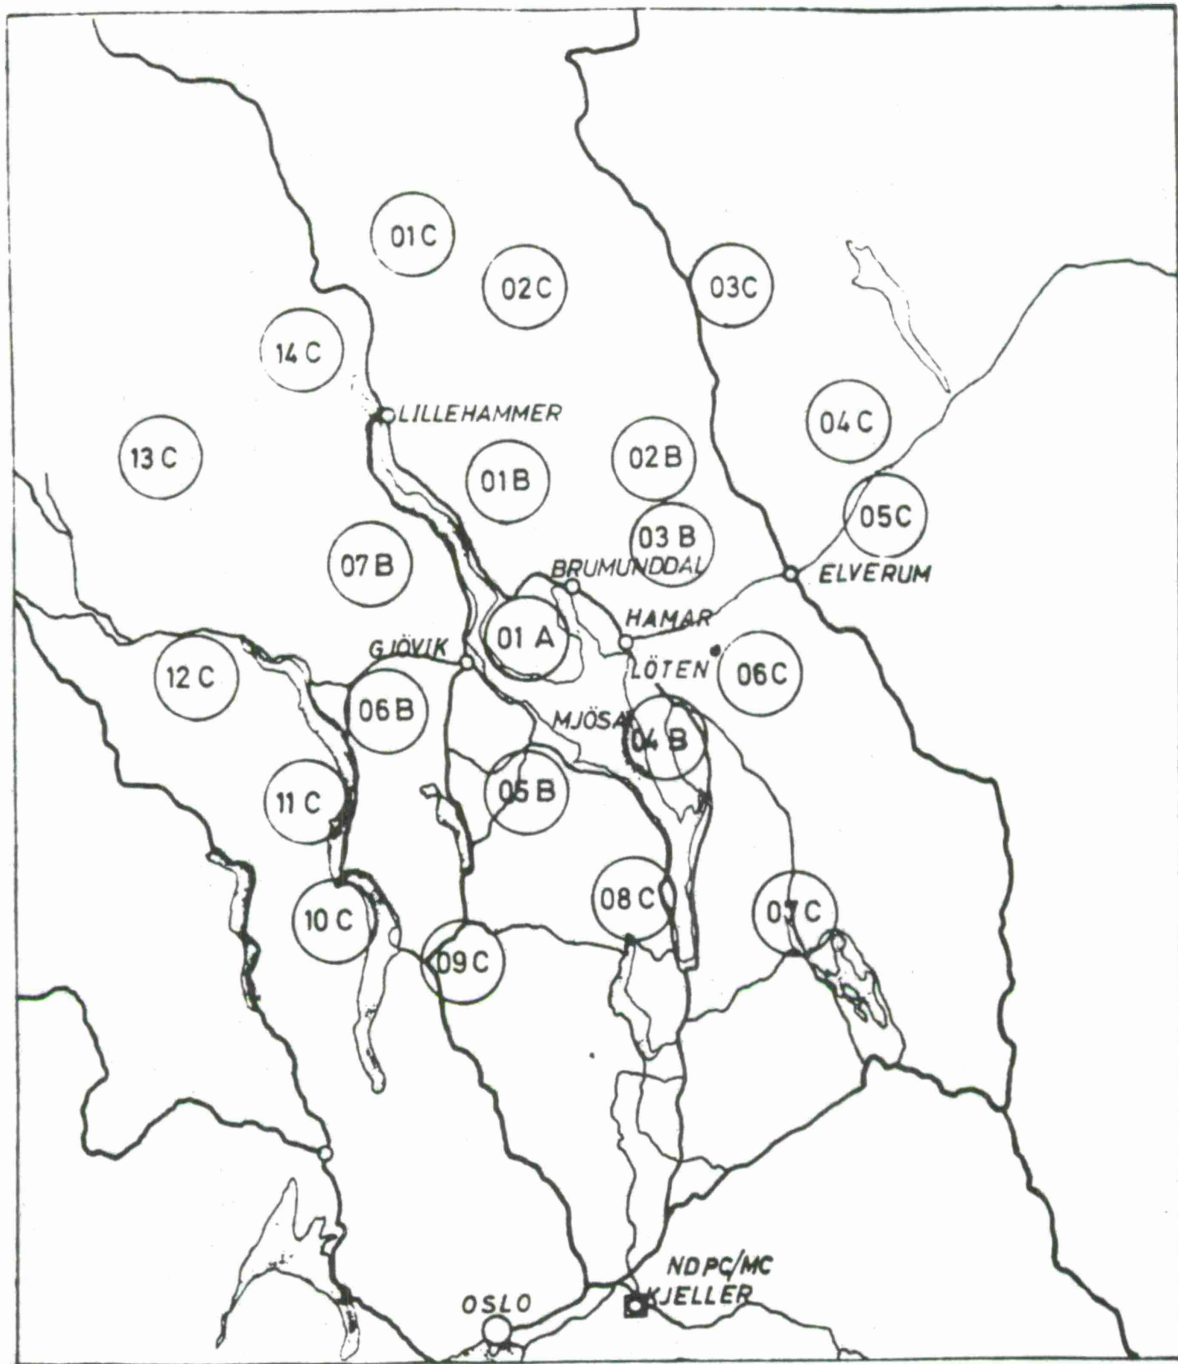 01C
02C
03C
14C
LILLEHAMMER
04C
13C
01B
02B
05C
03B
07B
BRUMUNDDAL
ELVERUM
01A
HAMAR
GJÖVIK
LÖTEN
12C
06C
06B
MJÖSA
04B
11C
05B
08C
07C
10C
09C
NDPC/MC
KJELLER
OSLO